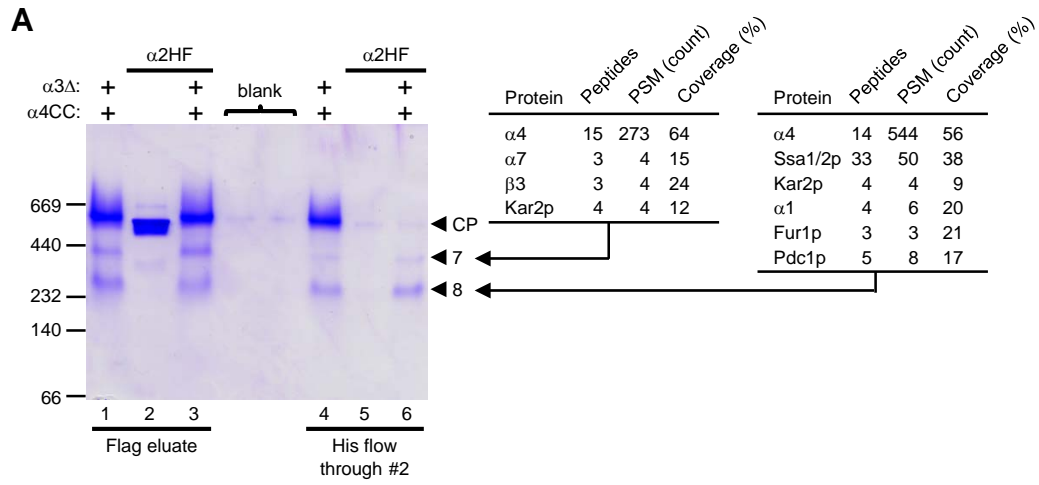 A
α2HF α2HF
α3Δ: + + + +
α4CC: + + blank + +
669
440
232
140
66
CP
7
8
1 2 3 4 5 6
Flag eluate
His flow
through #2
Protein Peptides PSM (count) Coverage (%)
α4 15 273 64
α7 3 4 15
β3 3 4 24
Kar2p 4 4 12
Protein Peptides PSM (count) Coverage (%)
α4 14 544 56
Ssa1/2p 33 50 38
Kar2p 4 4 9
α1 4 6 20
Fur1p 3 3 21
Pdc1p 5 8 17